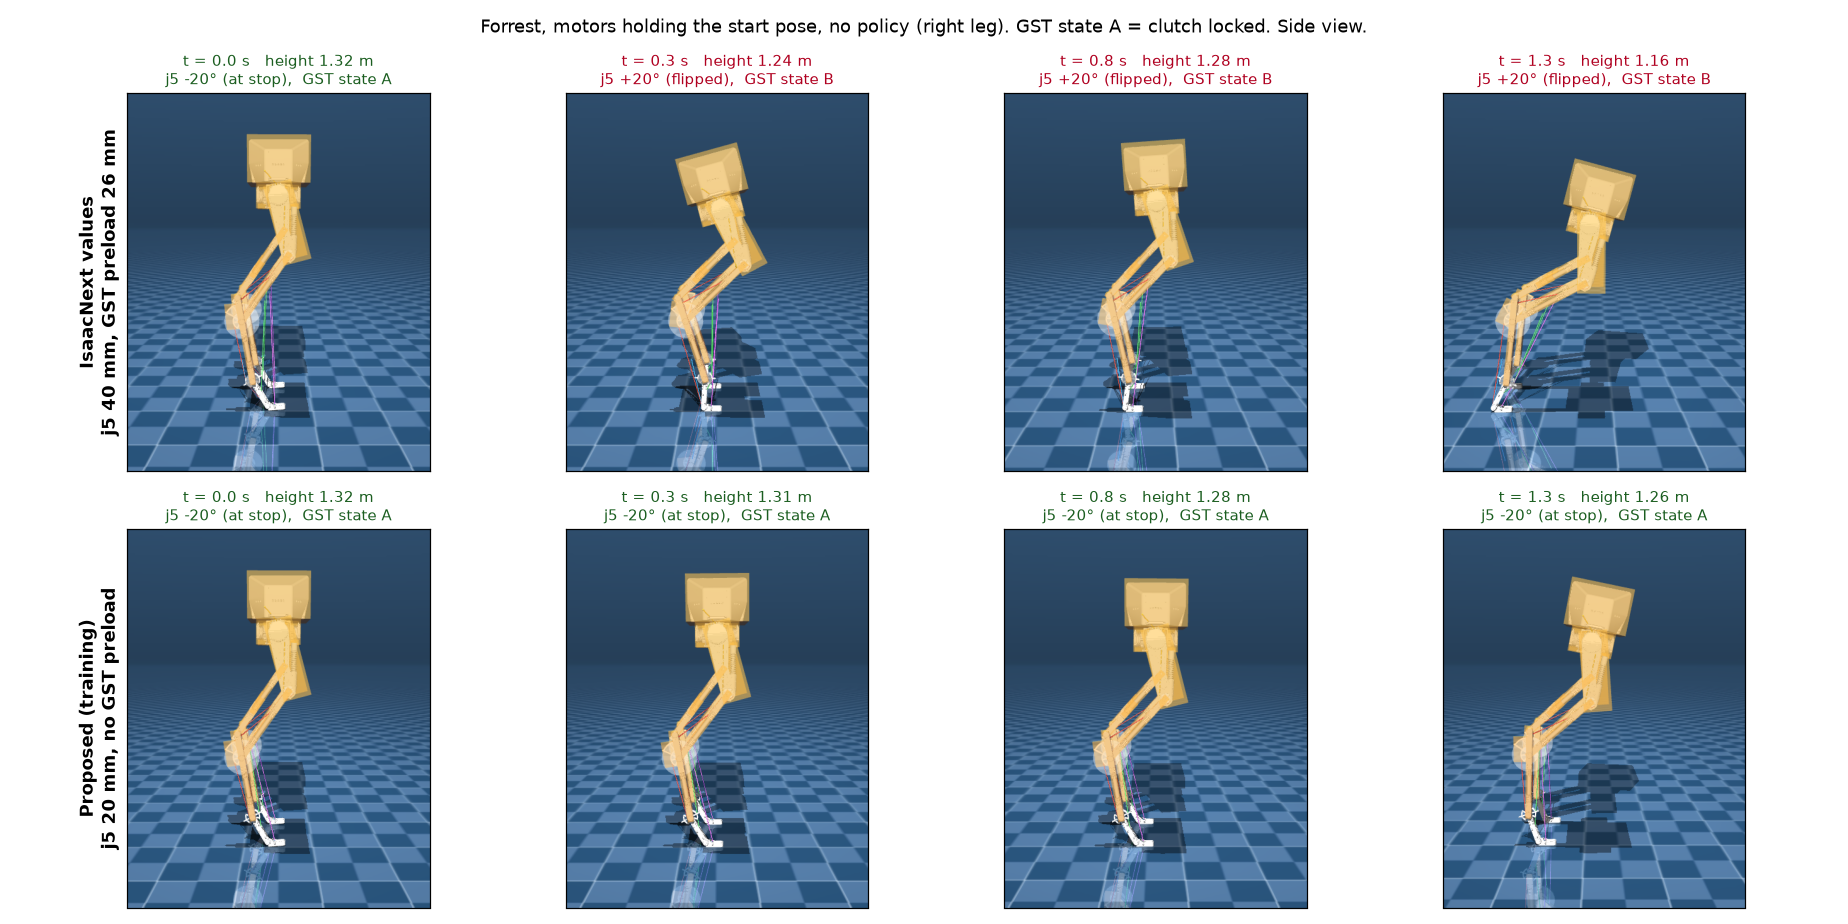 Forrest, motors holding the start pose, no policy (right leg). GST state A = clutch locked. Side view.
t = 0.0 s   height 1.32 m
j5 -20° (at stop),  GST state A
t = 0.3 s   height 1.24 m
j5 +20° (flipped),  GST state B
t = 0.8 s   height 1.28 m
j5 +20° (flipped),  GST state B
t = 1.3 s   height 1.16 m
j5 +20° (flipped),  GST state B
IsaacNext values
j5 40 mm, GST preload 26 mm
t = 0.0 s   height 1.32 m
j5 -20° (at stop),  GST state A
t = 0.3 s   height 1.31 m
j5 -20° (at stop),  GST state A
t = 0.8 s   height 1.28 m
j5 -20° (at stop),  GST state A
t = 1.3 s   height 1.26 m
j5 -20° (at stop),  GST state A
Proposed (training)
j5 20 mm, no GST preload